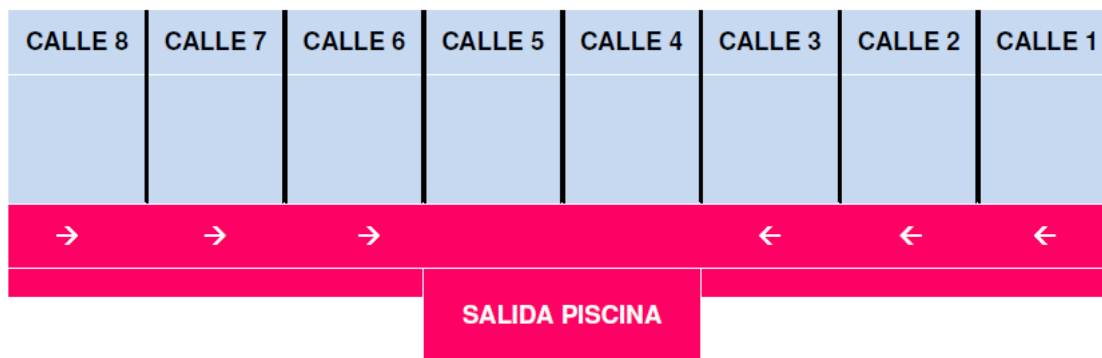 CALLE 8 CALLE 7 CALLE 6 CALLE 5 CALLE 4 CALLE 3 CALLE 2 CALLE 1
→ → → ← ← ←
SALIDA PISCINA